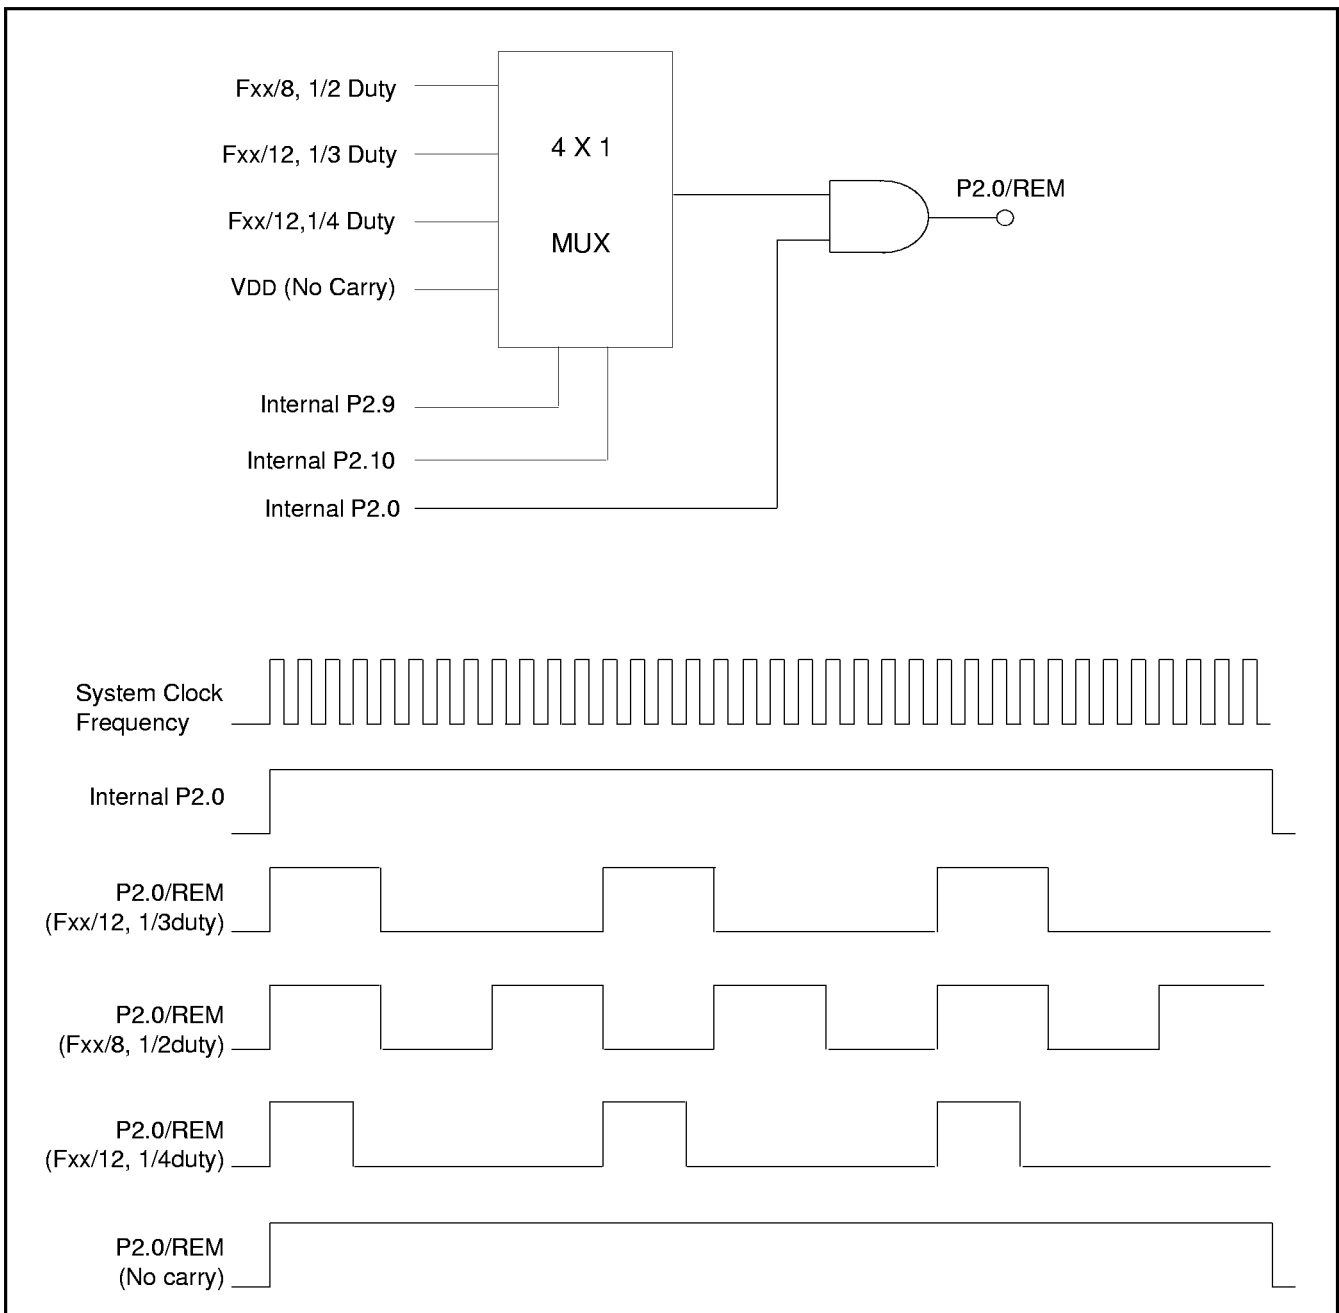 Fxx/8, 1/2 Duty
Fxx/12, 1/3 Duty
Fxx/12,1/4 Duty
VDD (No Carry)
4 X 1
MUX
P2.0/REM
Internal P2.9
Internal P2.10
Internal P2.0
System Clock
Frequency
Internal P2.0
P2.0/REM
(Fxx/12, 1/3duty)
P2.0/REM
(Fxx/8, 1/2duty)
P2.0/REM
(Fxx/12, 1/4duty)
P2.0/REM
(No carry)